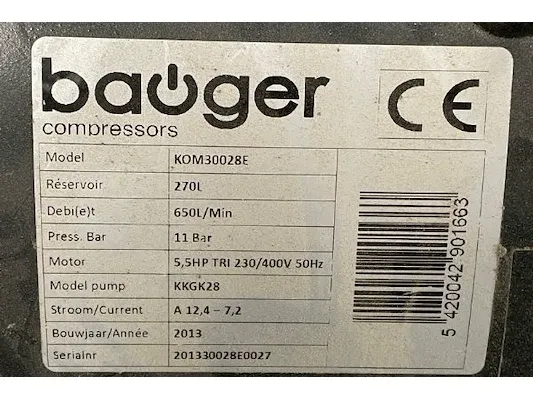 bauger
compressors
CE
Model KOM30028E
Réservoir 270L
Debi(e)t 650L/Min
Press. Bar 11 Bar
Motor 5,5HP TRI 230/400V 50Hz
Model pump KKGK28
Stroom/Current A 12,4 – 7,2
Bouwjaar/Année 2013
Serialnr 201330028E0027
5 420042 901663